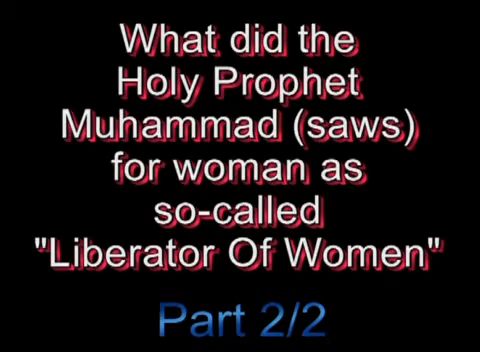 What did the
Holy Prophet
Muhammad (saws)
for woman as
so-called
"Liberator Of Women"
Part 2/2